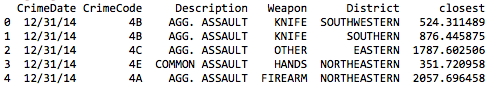 CrimeDate CrimeCode Description Weapon District closest
0 12/31/14 4B AGG. ASSAULT KNIFE SOUTHWESTERN 524.311489
1 12/31/14 4B AGG. ASSAULT KNIFE SOUTHERN 876.445875
2 12/31/14 4C AGG. ASSAULT OTHER EASTERN 1787.602506
3 12/31/14 4E COMMON ASSAULT HANDS NORTHEASTERN 351.720958
4 12/31/14 4A AGG. ASSAULT FIREARM NORTHEASTERN 2057.696458